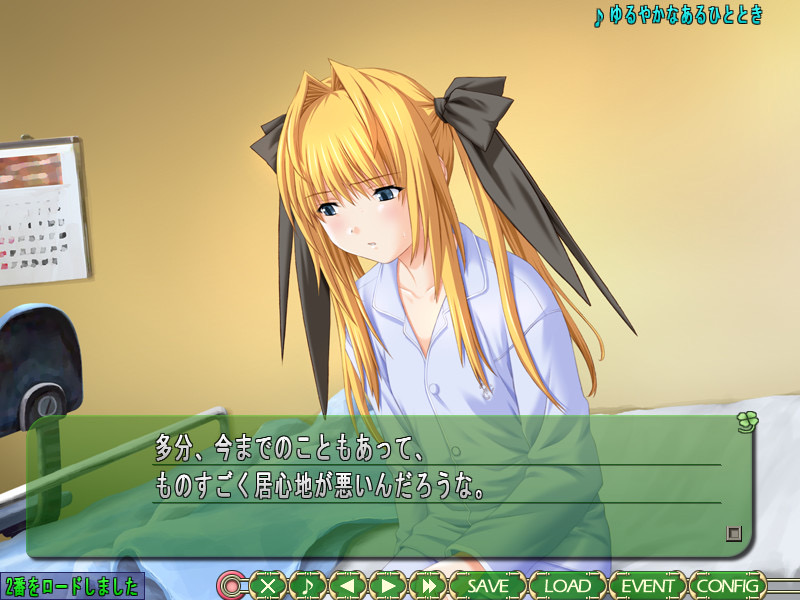 ♪ゆるやかなあるひととき
多分、今までのこともあって、
ものすごく居心地が悪いんだろうな。
2番をロードしました
SAVE LOAD EVENT CONFIG